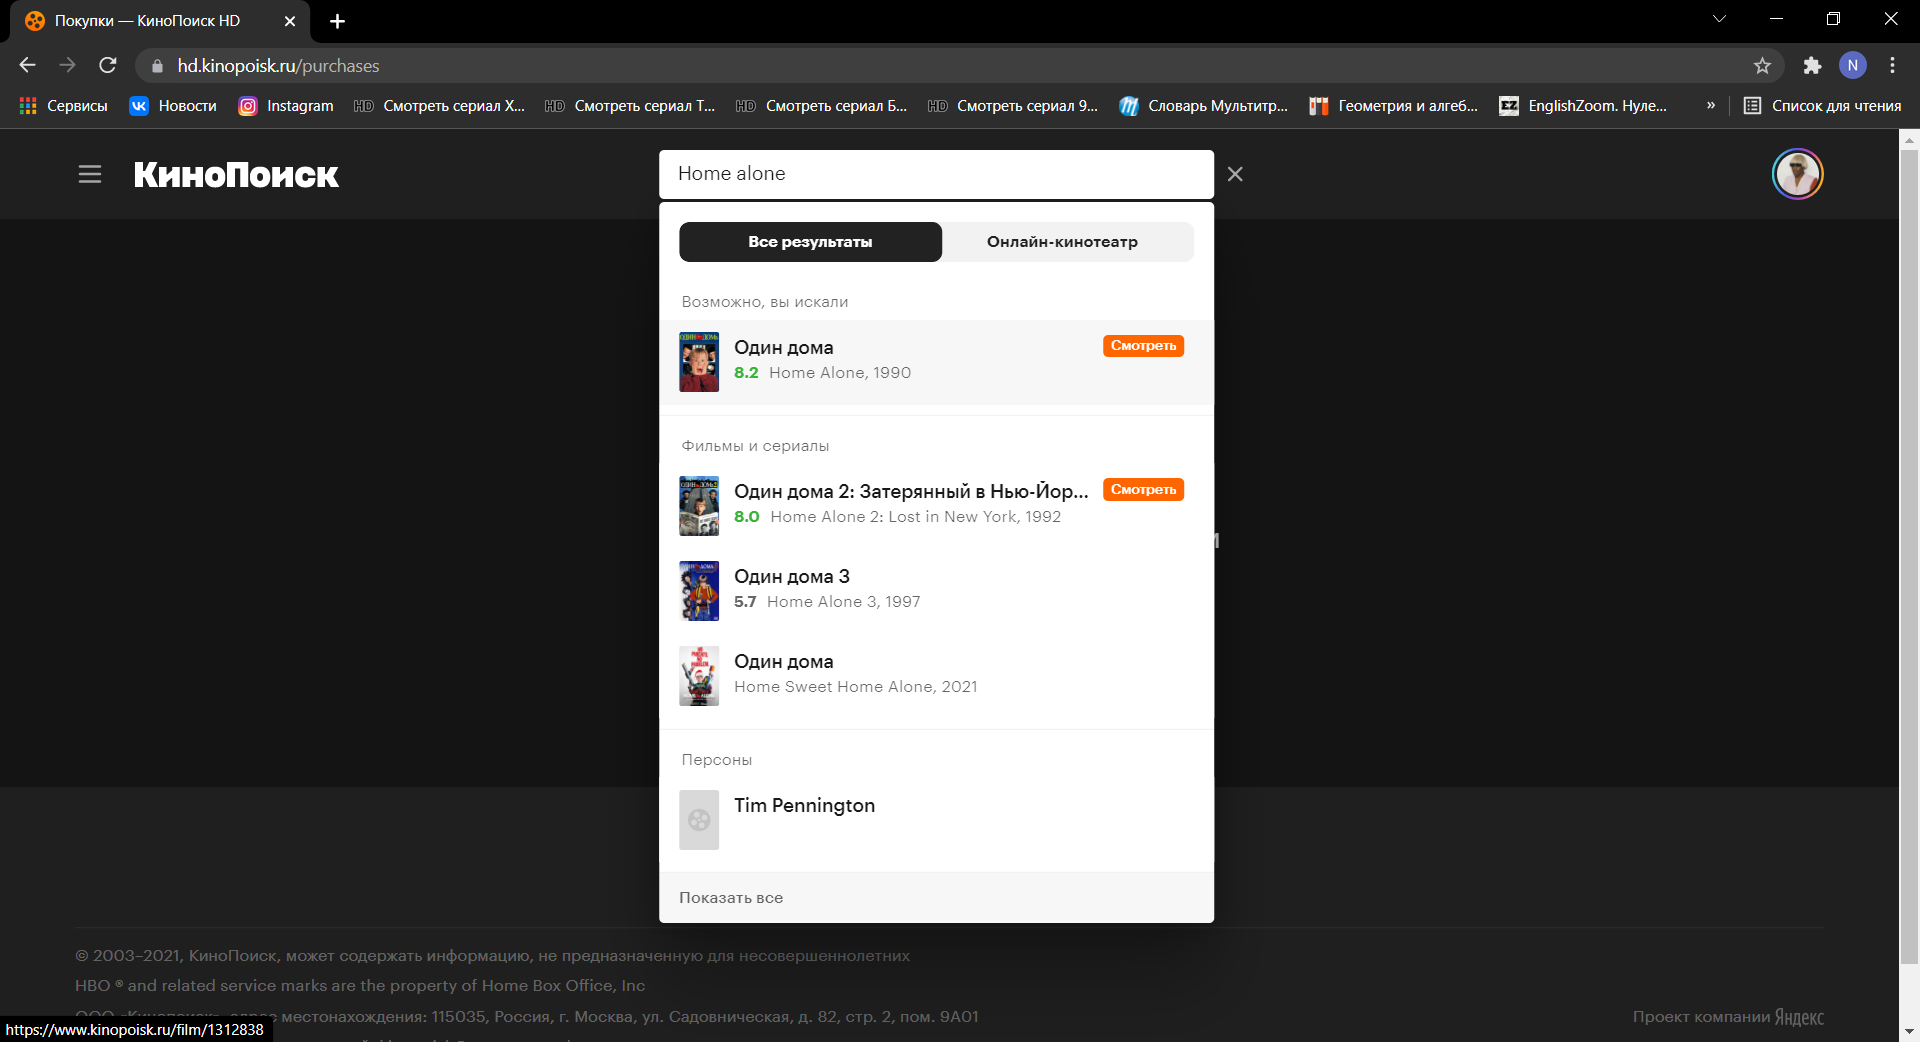 Покупки — КиноПоиск HD
hd.kinopoisk.ru/purchases
N
Сервисы
Новости
Instagram
HD Смотреть сериал Х...
HD Смотреть сериал Т...
HD Смотреть сериал Б...
HD Смотреть сериал 9...
Словарь Мультитр...
Геометрия и алгеб...
EZ EnglishZoom. Нуле...
»
Список для чтения
КиноПоиск
Home alone
Все результаты
Онлайн-кинотеатр
Возможно, вы искали
Один дома
Смотреть
8.2 Home Alone, 1990
Фильмы и сериалы
Один дома 2: Затерянный в Нью-Йор...
Смотреть
8.0 Home Alone 2: Lost in New York, 1992
Один дома 3
5.7 Home Alone 3, 1997
Один дома
Home Sweet Home Alone, 2021
Персоны
Tim Pennington
Показать все
© 2003–2021, КиноПоиск, может содержать информацию, не предназначенную для несовершеннолетних
HBO ® and related service marks are the property of Home Box Office, Inc
местонахождения: 115035, Россия, г. Москва, ул. Садовническая, д. 82, стр. 2, пом. 9А01
Проект компании Яндекс
https://www.kinopoisk.ru/film/1312838